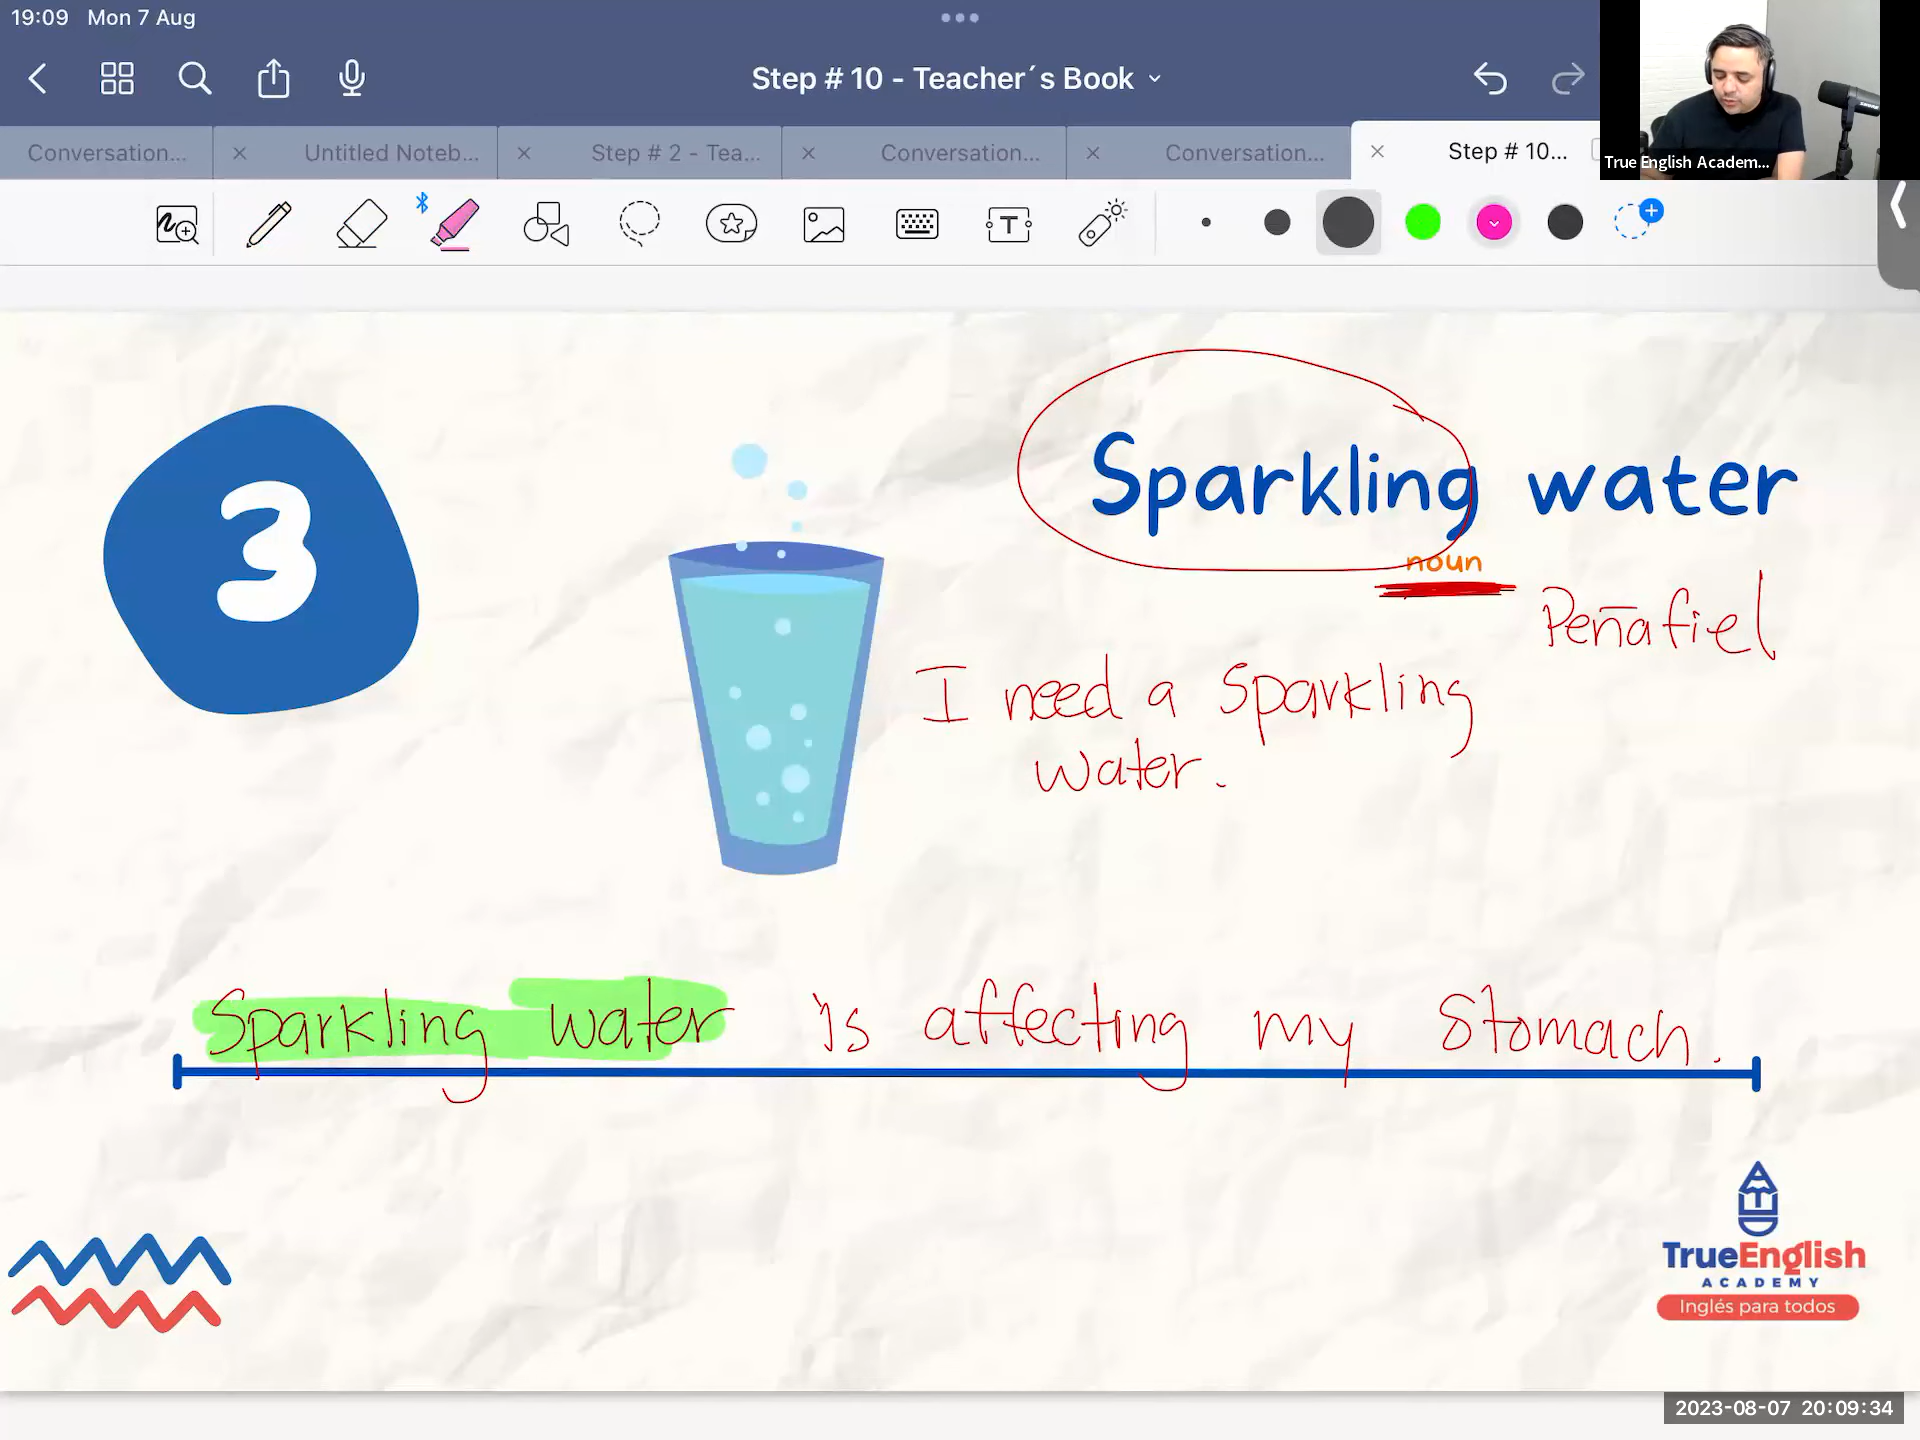 19:09 Mon 7 Aug
Step # 10 - Teacher´s Book
Conversation...
Untitled Noteb...
Step # 2 - Tea...
Conversation...
Conversation...
Step # 10...
True English Academ...
3
Sparkling water
noun
Peñafiel
I need a Sparkling
water.
Sparkling water is affecting my Stomach.
TrueEnglish
ACADEMY
Inglés para todos
2023-08-07 20:09:34